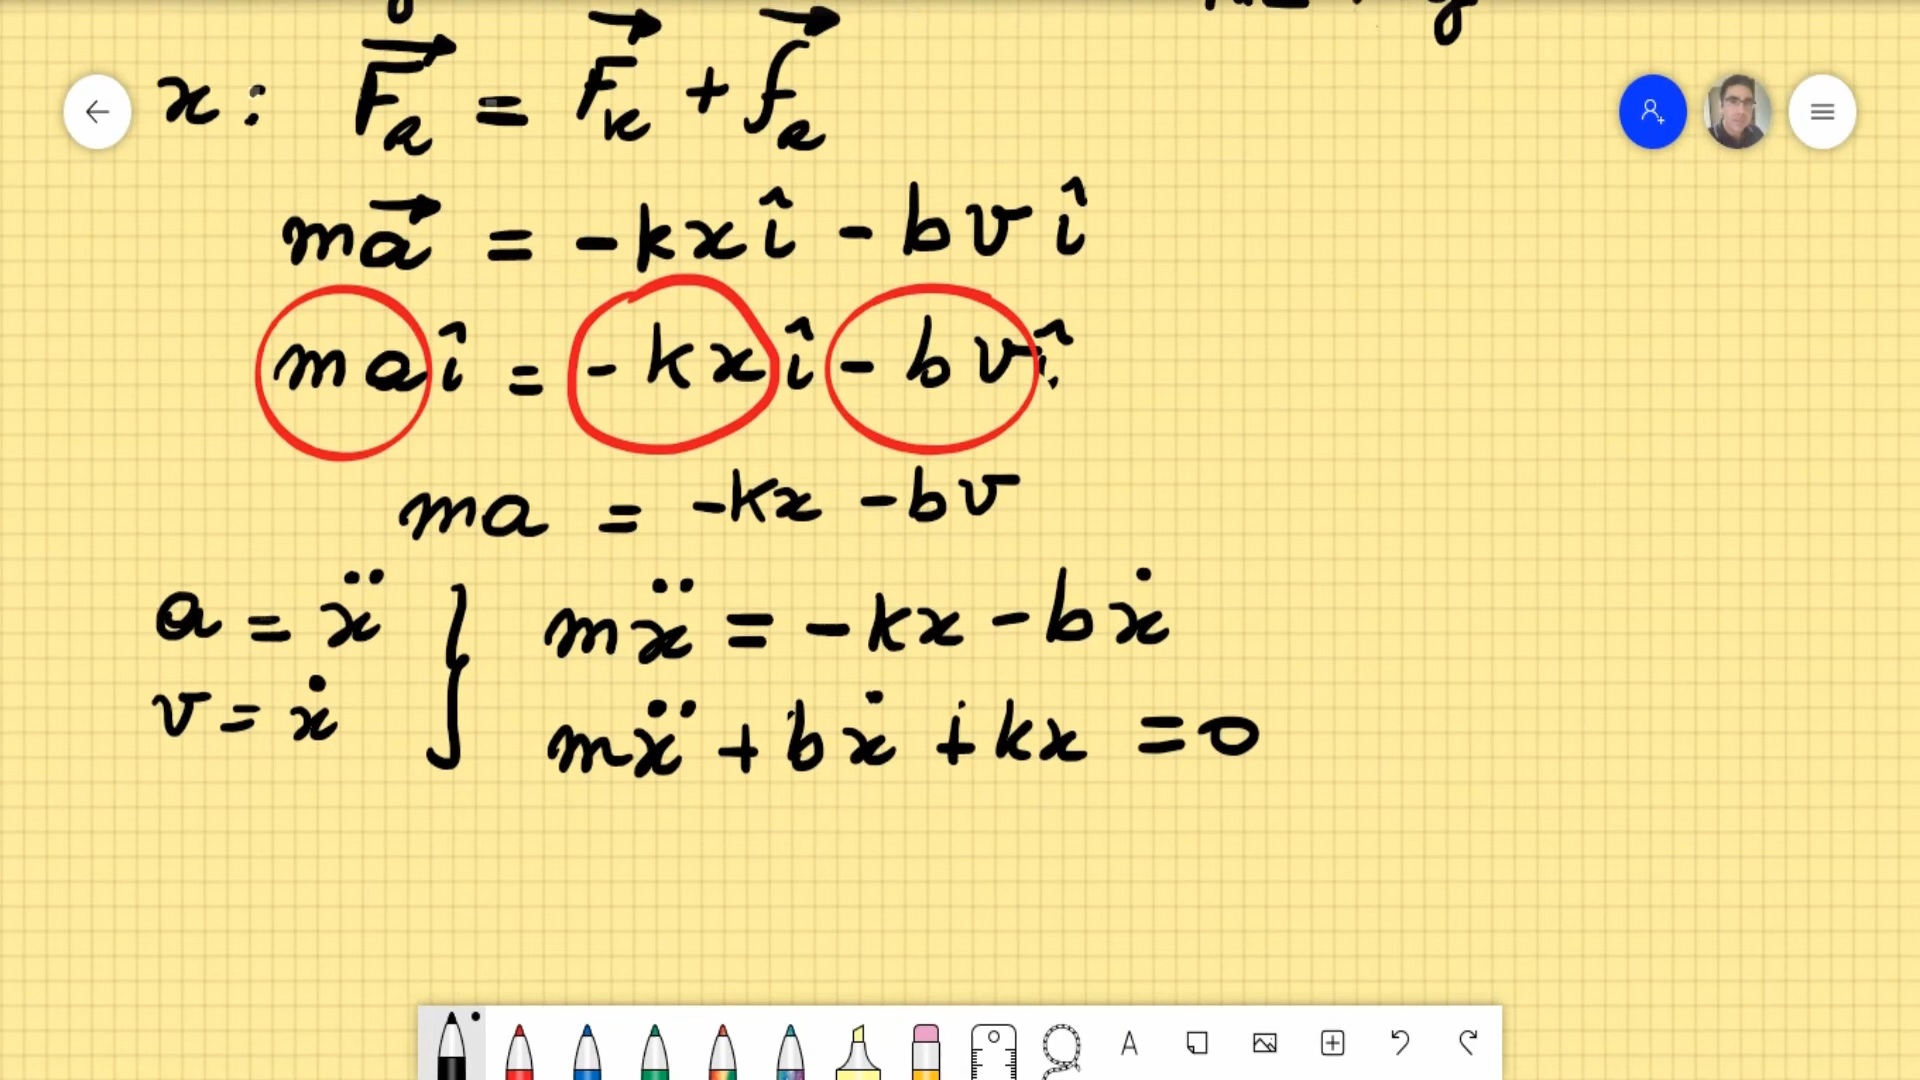 x: F⃗ₐ = F⃗ₖ + f⃗ₐ
ma⃗ = -kx î - bv î
ma î = -kx î - bv î
ma = -kx -bv
a = ẍ } mẍ = -kx - bẋ
v = ẋ mẍ + bẋ + kx = 0
A